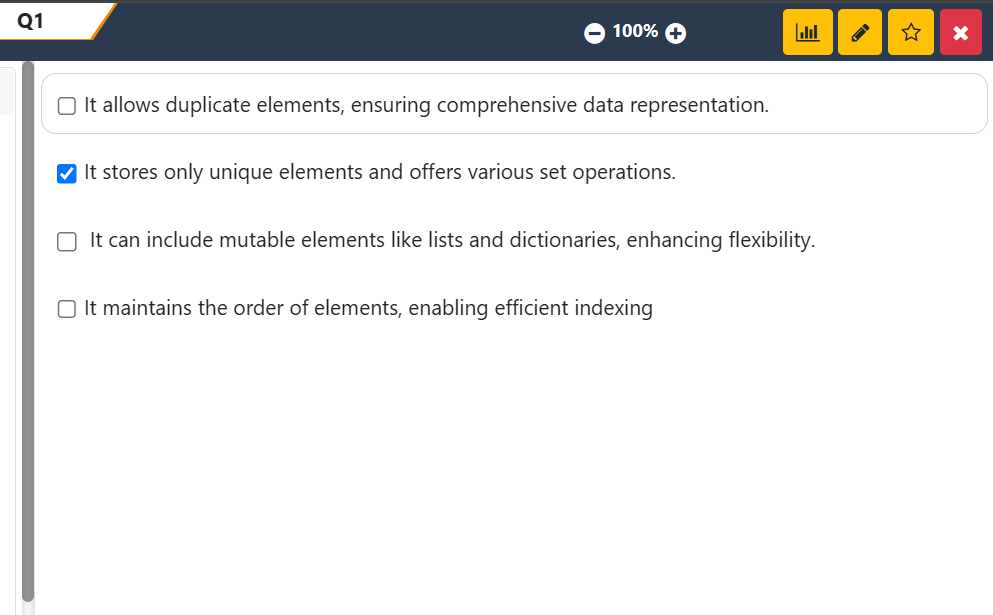 Q1
100%
It allows duplicate elements, ensuring comprehensive data representation.
It stores only unique elements and offers various set operations.
It can include mutable elements like lists and dictionaries, enhancing flexibility.
It maintains the order of elements, enabling efficient indexing